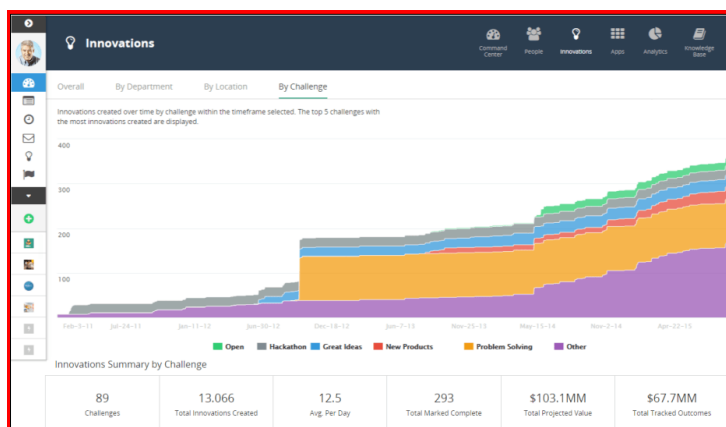 Innovations
Command Center
People
Innovations
Apps
Analytics
Knowledge Base
Overall
By Department
By Location
By Challenge
Innovations created over time by challenge within the timeframe selected. The top 5 challenges with
the most innovations created are displayed.
400
300
200
100
Feb-3-11
Jul-24-11
Jan-11-12
Jun-30-12
Dec-18-12
Jun-7-13
Nov-25-13
May-15-14
Nov-2-14
Apr-22-15
Open
Hackathon
Great Ideas
New Products
Problem Solving
Other
Innovations Summary by Challenge
89
Challenges
13.066
Total Innovations Created
12.5
Avg. Per Day
293
Total Marked Complete
$103.1MM
Total Projected Value
$67.7MM
Total Tracked Outcomes